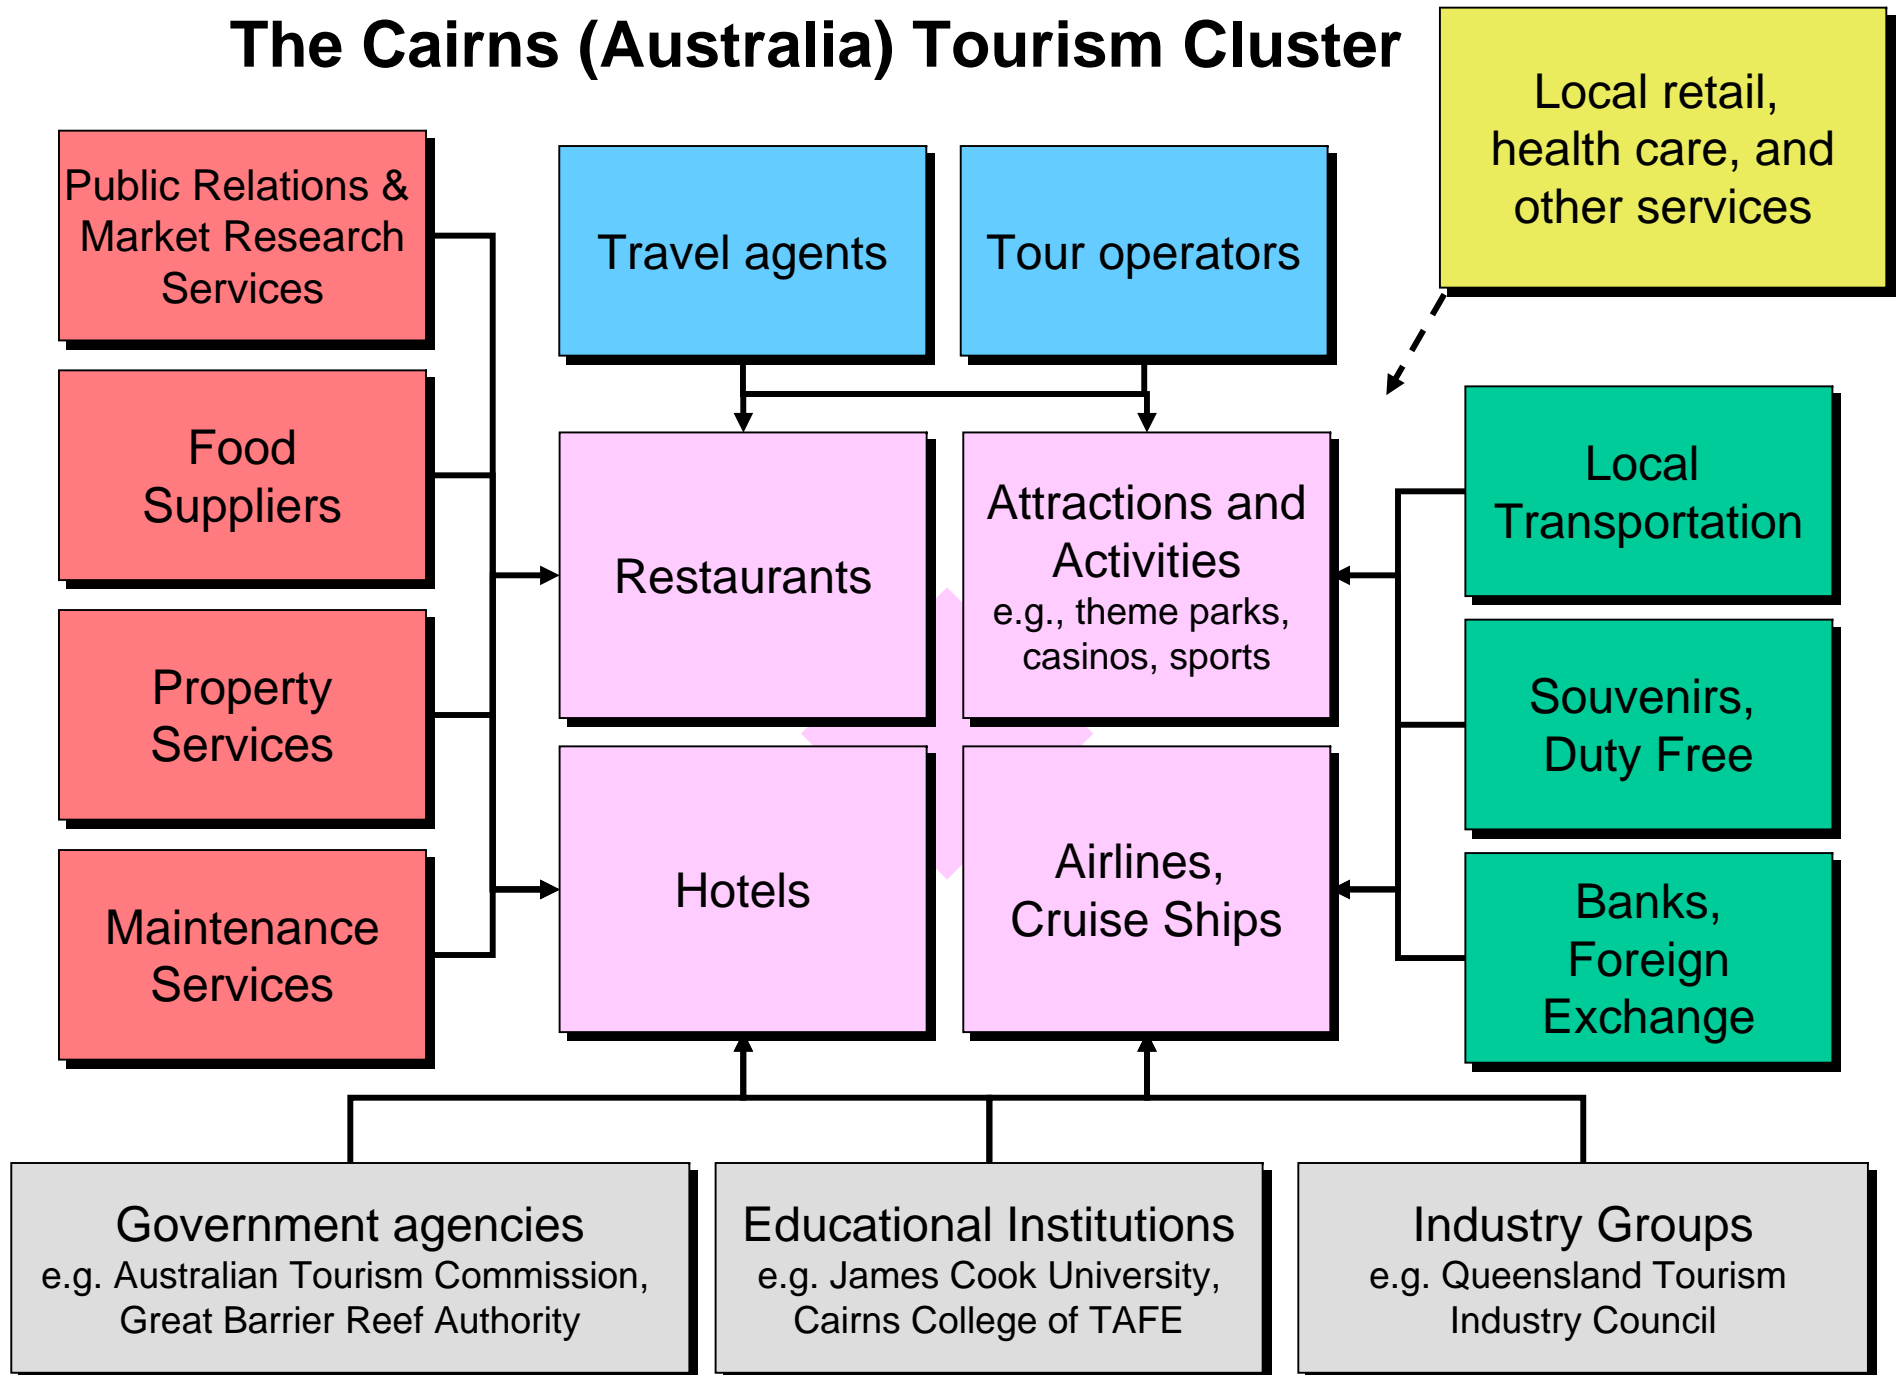 The Cairns (Australia) Tourism Cluster
Local retail,
health care, and
other services
Public Relations &
Market Research
Services
Travel agents
Tour operators
Food
Suppliers
Local
Transportation
Restaurants
Attractions and
Activities
e.g., theme parks,
casinos, sports
Property
Services
Souvenirs,
Duty Free
Hotels
Airlines,
Cruise Ships
Maintenance
Services
Banks,
Foreign
Exchange
Government agencies
e.g. Australian Tourism Commission,
Great Barrier Reef Authority
Educational Institutions
e.g. James Cook University,
Cairns College of TAFE
Industry Groups
e.g. Queensland Tourism
Industry Council